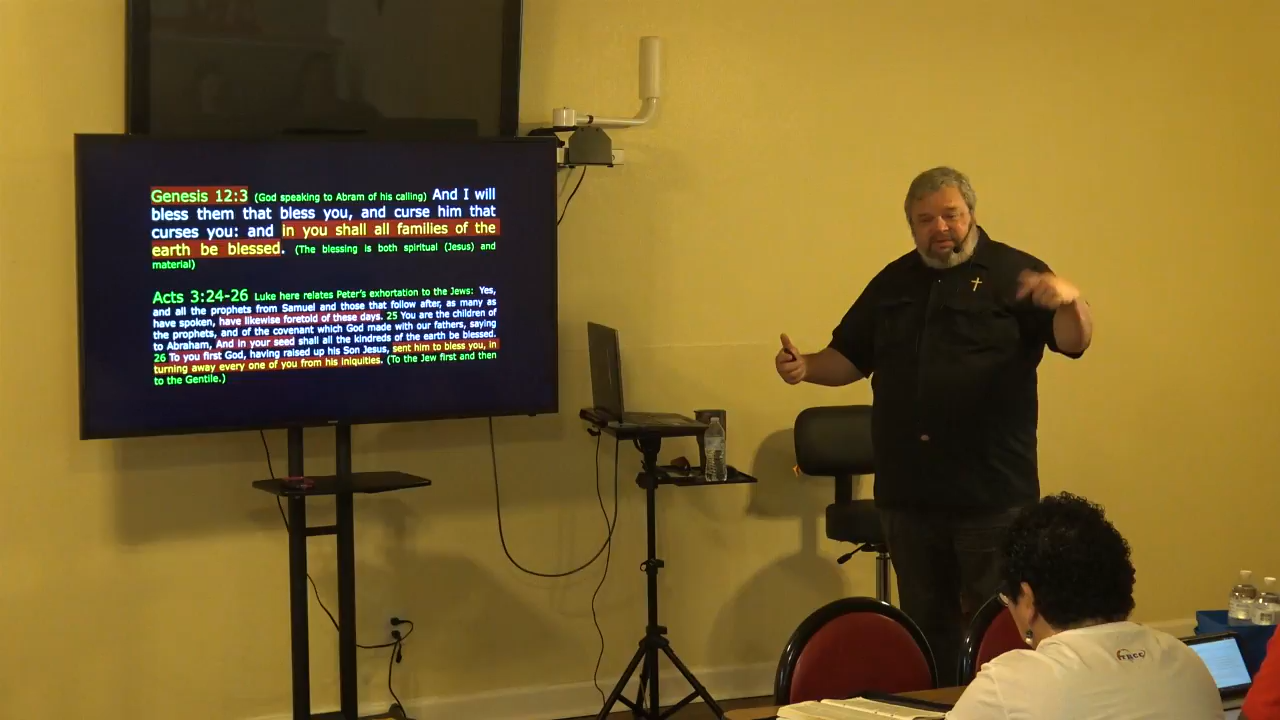 Genesis 12:3 (God speaking to Abram of his calling) And I will
bless them that bless you, and curse him that
curses you: and in you shall all families of the
earth be blessed. (The blessing is both spiritual (Jesus) and
material)
Acts 3:24-26 Luke here relates Peter's exhortation to the Jews: Yes,
and all the prophets from Samuel and those that follow after, as many as
have spoken, have likewise foretold of these days. 25 You are the children of
the prophets, and of the covenant which God made with our fathers, saying
to Abraham, And in your seed shall all the kindreds of the earth be blessed.
26 To you first God, having raised up his Son Jesus, sent him to bless you, in
turning away every one of you from his iniquities. (To the Jew first and then
to the Gentile.)